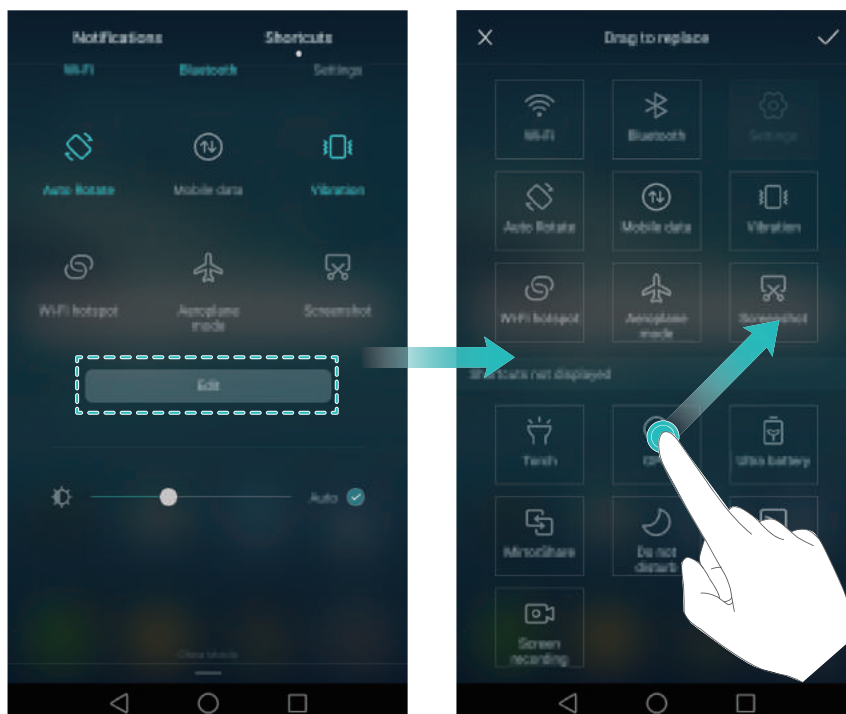 Notifications Shortcuts
Wi-Fi Bluetooth Settings
Auto Rotate Mobile data Vibration
Wi-Fi hotspot Aeroplane Screenshot
mode
Edit
Auto
Drag to replace
Wi-Fi Bluetooth Settings
Auto Rotate Mobile data Vibration
Wi-Fi hotspot Aeroplane Screenshot
mode
Shortcuts not displayed
Torch Ultra battery
MirrorShare Do not
disturb
Screen
recording